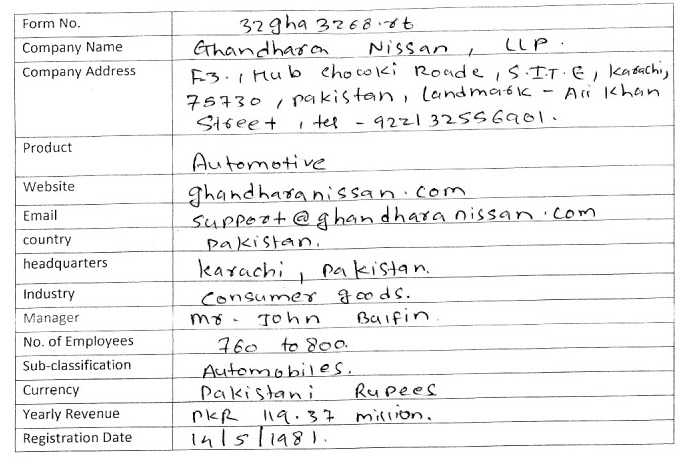 Form No. 32gha3268.rt
Company Name Ghandhara Nissan, LLP.
Company Address F3., Hub chocoki Roade, S.I.T.E, Karachi,
75730, pakistan, Landmark - Ali Khan
Street, tel - 922132556901.
Product Automotive
Website ghandharanissan.com
Email support@ghandharanissan.com
country pakistan.
headquarters karachi, pakistan.
Industry Consumer goods.
Manager Mr. John Baifin.
No. of Employees 760 to 800.
Sub-classification Automobiles.
Currency Pakistani Rupees
Yearly Revenue PKR 119.37 million.
Registration Date 14/5/1981.